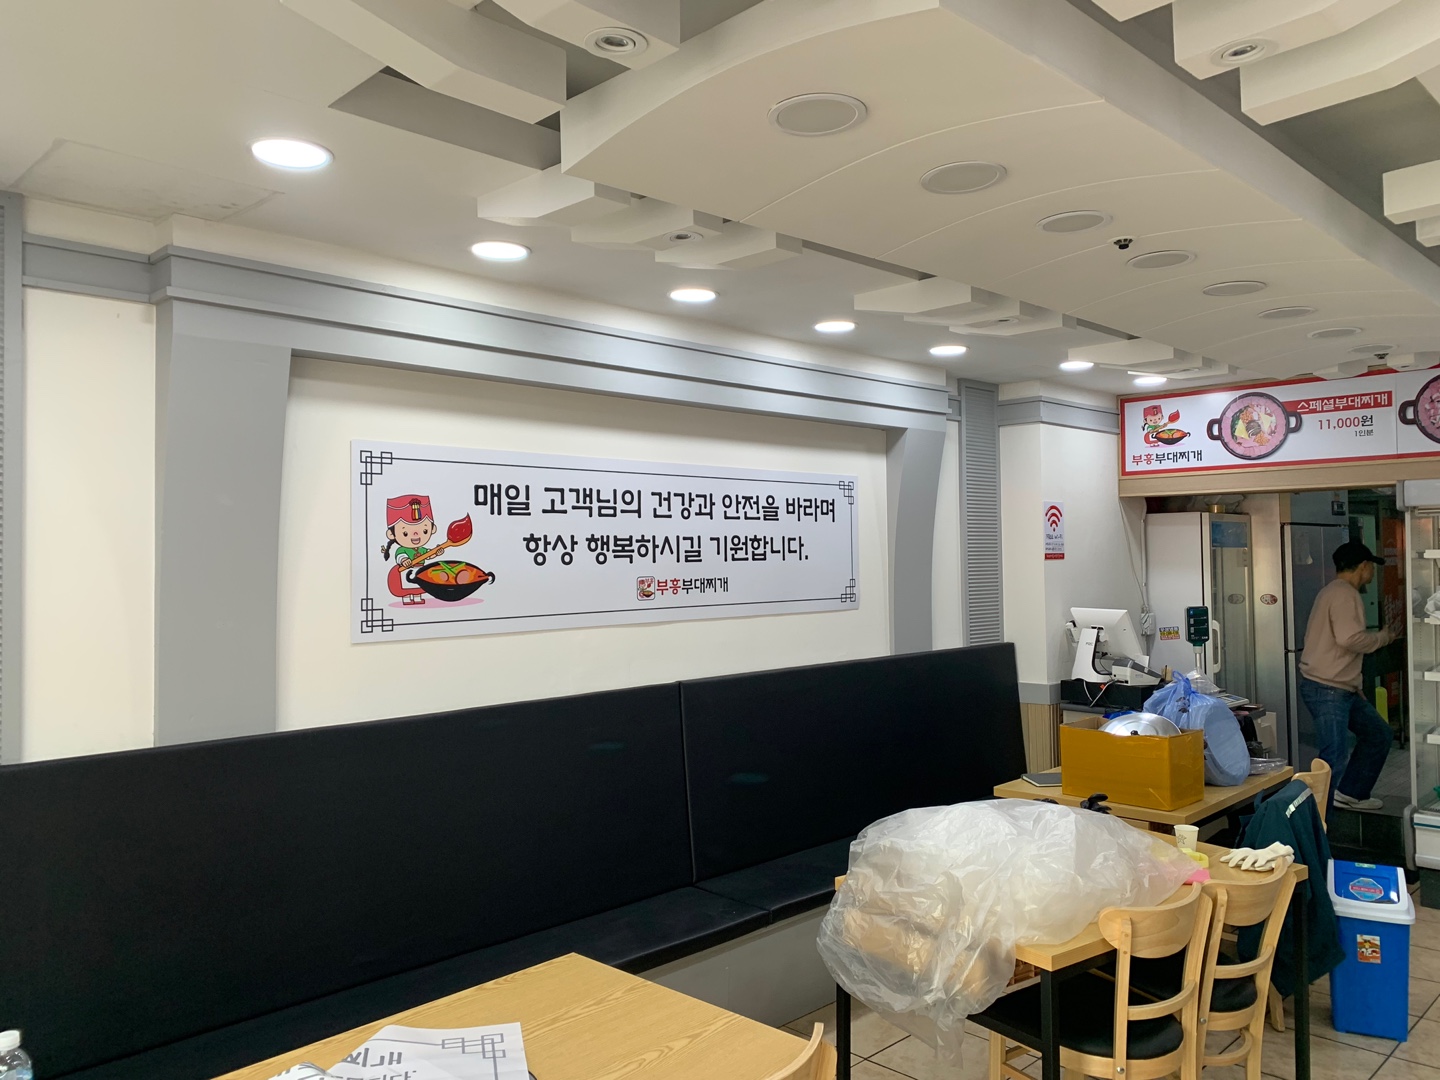 매일 고객님의 건강과 안전을 바라며
항상 행복하시길 기원합니다.
부흥부대찌개
부흥부대찌개
스페셜부대찌개
11,000원
1인분
찌개